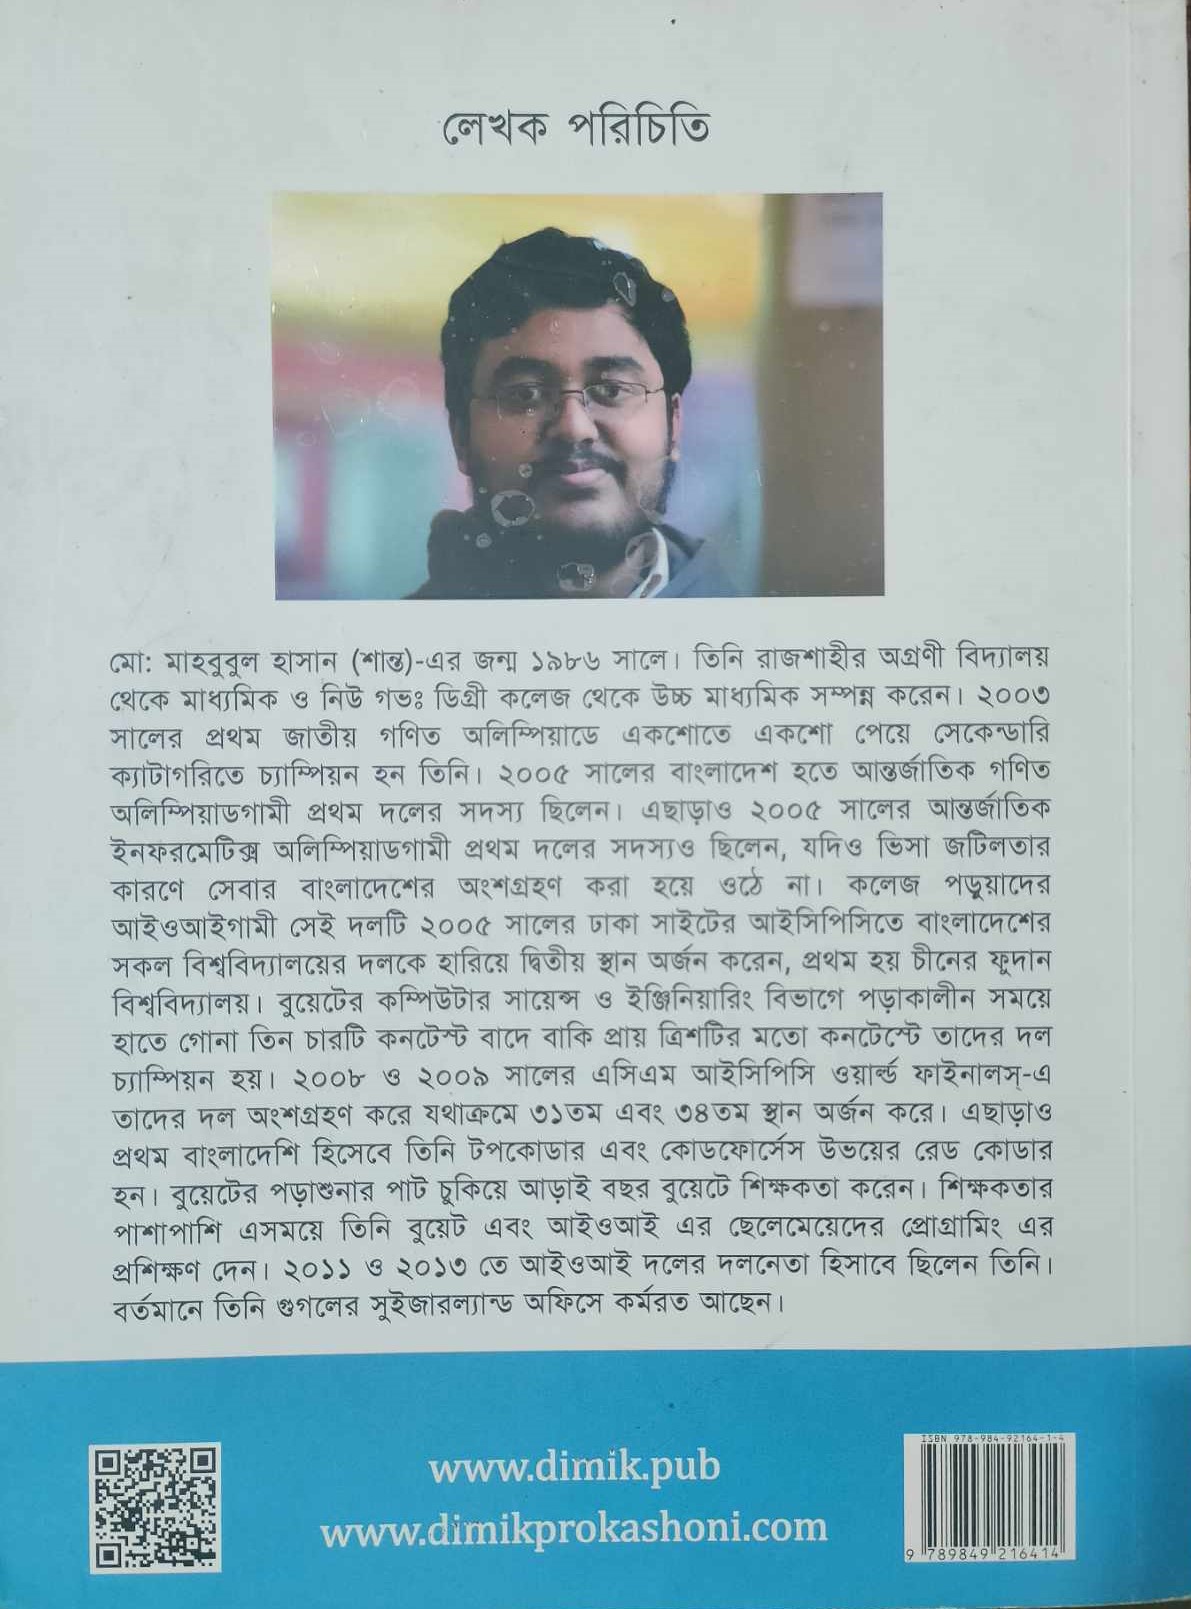 লেখক পরিচিতি
মো: মাহবুবুল হাসান (শান্ত)-এর জন্ম ১৯৮৬ সালে। তিনি রাজশাহীর অগ্রণী বিদ্যালয়
থেকে মাধ্যমিক ও নিউ গভঃ ডিগ্রী কলেজ থেকে উচ্চ মাধ্যমিক সম্পন্ন করেন। ২০০৩
সালের প্রথম জাতীয় গণিত অলিম্পিয়াডে একশোতে একশো পেয়ে সেকেন্ডারি
ক্যাটাগরিতে চ্যাম্পিয়ন হন তিনি। ২০০৫ সালের বাংলাদেশ হতে আন্তর্জাতিক গণিত
অলিম্পিয়াডগামী প্রথম দলের সদস্য ছিলেন। এছাড়াও ২০০৫ সালের আন্তর্জাতিক
ইনফরমেটিক্স অলিম্পিয়াডগামী প্রথম দলের সদস্যও ছিলেন, যদিও ভিসা জটিলতার
কারণে সেবার বাংলাদেশের অংশগ্রহণ করা হয়ে ওঠে না। কলেজ পড়ুয়াদের
আইওআইগামী সেই দলটি ২০০৫ সালের ঢাকা সাইটের আইসিপিসিতে বাংলাদেশের
সকল বিশ্ববিদ্যালয়ের দলকে হারিয়ে দ্বিতীয় স্থান অর্জন করেন, প্রথম হয় চীনের ফূদান
বিশ্ববিদ্যালয়। বুয়েটের কম্পিউটার সায়েন্স ও ইঞ্জিনিয়ারিং বিভাগে পড়াকালীন সময়ে
হাতে গোনা তিন চারটি কনটেস্ট বাদে বাকি প্রায় ত্রিশটির মতো কনটেস্টে তাদের দল
চ্যাম্পিয়ন হয়। ২০০৮ ও ২০০৯ সালের এসিএম আইসিপিসি ওয়ার্ল্ড ফাইনালস্-এ
তাদের দল অংশগ্রহণ করে যথাক্রমে ৩১তম এবং ৩৪তম স্থান অর্জন করে। এছাড়াও
প্রথম বাংলাদেশি হিসেবে তিনি টপকোডার এবং কোডফোর্সেস উভয়ের রেড কোডার
হন। বুয়েটের পড়াশুনার পাট চুকিয়ে আড়াই বছর বুয়েটে শিক্ষকতা করেন। শিক্ষকতার
পাশাপাশি এসময়ে তিনি বুয়েট এবং আইওআই এর ছেলেমেয়েদের প্রোগ্রামিং এর
প্রশিক্ষণ দেন। ২০১১ ও ২০১৩ তে আইওআই দলের দলনেতা হিসাবে ছিলেন তিনি।
বর্তমানে তিনি গুগলের সুইজারল্যান্ড অফিসে কর্মরত আছেন।
www.dimik.pub
www.dimikprokashoni.com
ISBN 978-984-92164-1-4
9 789849 216414